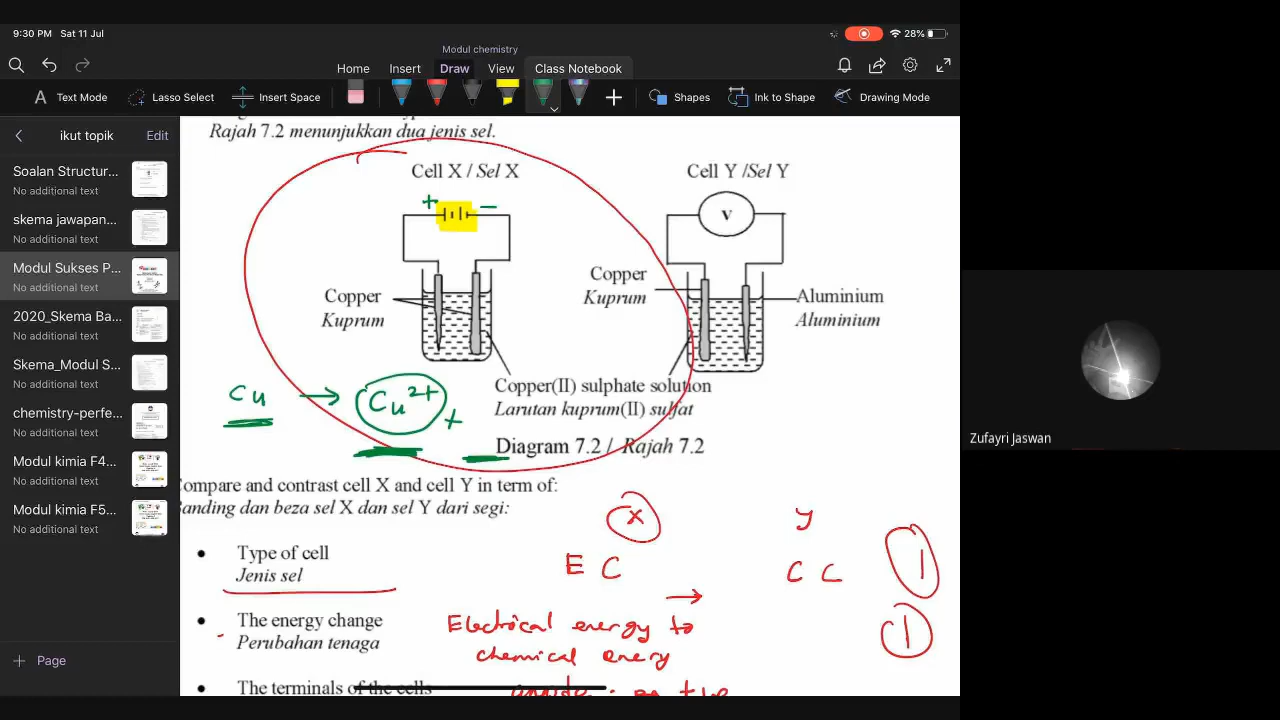 9:30 PM Sat 11 Jul
28%
Modul chemistry
Home Insert Draw View Class Notebook
Text Mode Lasso Select Insert Space Shapes Ink to Shape Drawing Mode
ikut topik Edit
Soalan Structur...
No additional text
skema jawapan...
No additional text
Modul Sukses P...
No additional text
2020_Skema Ba...
No additional text
Skema_Modul S...
No additional text
chemistry-perfe...
No additional text
Modul kimia F4...
No additional text
Modul kimia F5...
No additional text
Page
Rajah 7.2 menunjukkan dua jenis sel.
Cell X / Sel X
Cell Y /Sel Y
+ −
V
Copper
Kuprum
Copper
Kuprum
Aluminium
Aluminium
Copper(II) sulphate solution
Larutan kuprum(II) sulfat
Cu → Cu2+ +
Diagram 7.2 / Rajah 7.2
Compare and contrast cell X and cell Y in term of:
Banding dan beza sel X dan sel Y dari segi:
X Y
• Type of cell
Jenis sel
E C C C 1
• The energy change
Perubahan tenaga
Electrical energy to
chemical energy
→
1
• The terminals of the cells
Zufayri Jaswan